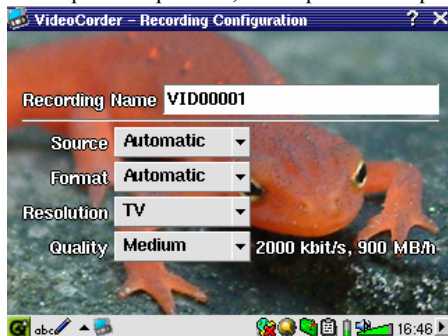 VideoCorder – Recording Configuration ? X
Recording Name VID00001
Source Automatic
Format Automatic
Resolution TV
Quality Medium 2000 kbit/s, 900 MB/h
abc 16:46